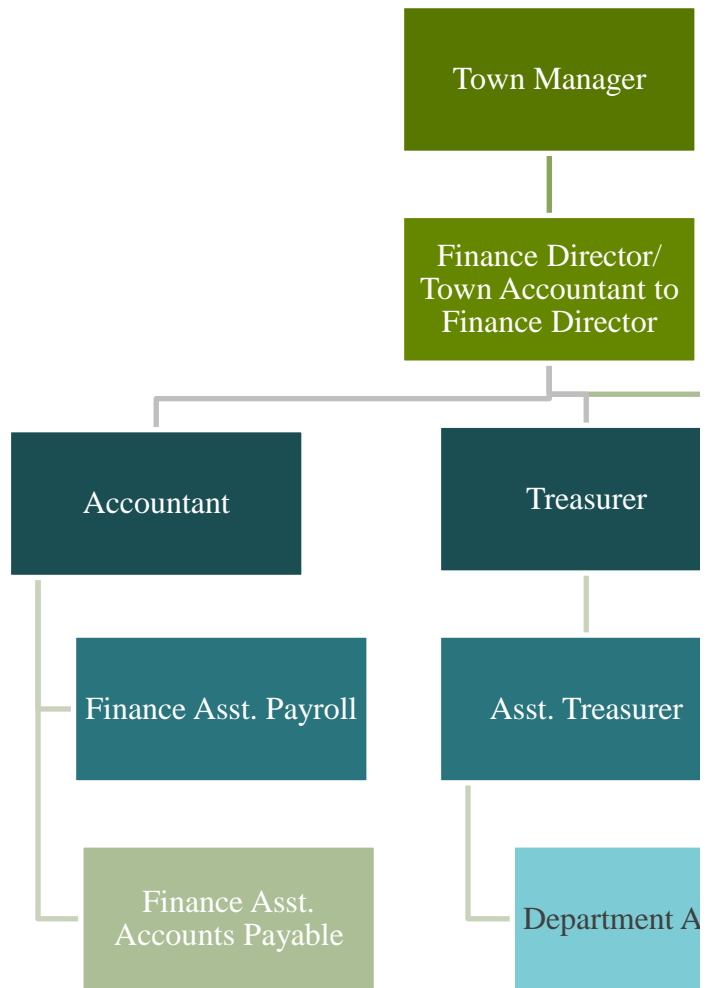 Town Manager
Finance Director/
Town Accountant to
Finance Director
Accountant
Treasurer
Finance Asst. Payroll
Asst. Treasurer
Finance Asst.
Accounts Payable
Department